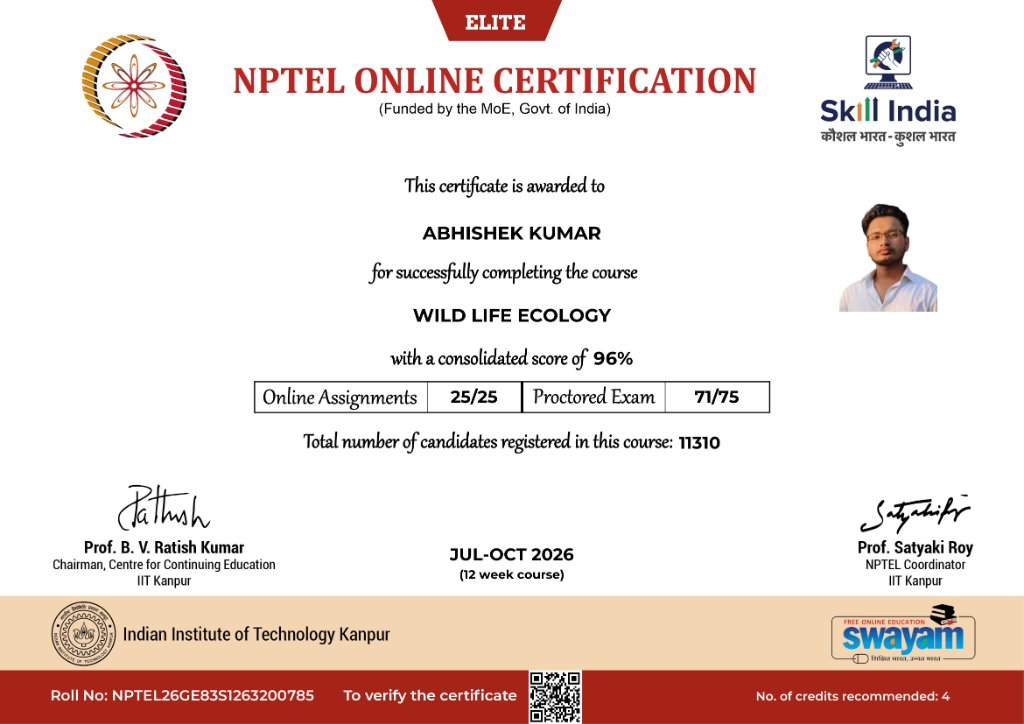 ELITE
NPTEL ONLINE CERTIFICATION
(Funded by the MoE, Govt. of India)
Skill India
कौशल भारत - कुशल भारत
This certificate is awarded to
ABHISHEK KUMAR
for successfully completing the course
WILD LIFE ECOLOGY
with a consolidated score of 96%
Online Assignments 25/25 Proctored Exam 71/75
Total number of candidates registered in this course: 11310
Prof. B. V. Ratish Kumar
Chairman, Centre for Continuing Education
IIT Kanpur
JUL-OCT 2026
(12 week course)
Prof. Satyaki Roy
NPTEL Coordinator
IIT Kanpur
Indian Institute of Technology Kanpur
FREE ONLINE EDUCATION
swayam
शिक्षित भारत, उन्नत भारत
Roll No: NPTEL26GE83S1263200785
To verify the certificate
No. of credits recommended: 4